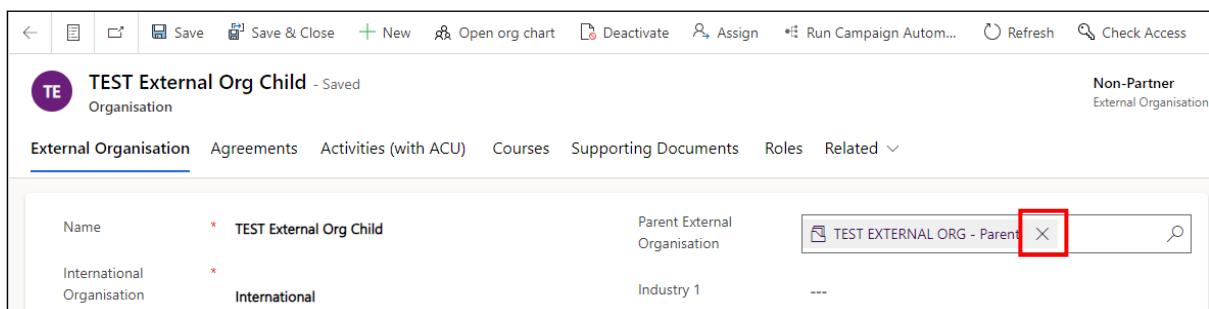 Save Save & Close New Open org chart Deactivate Assign Run Campaign Autom... Refresh Check Access
TE TEST External Org Child - Saved
Organisation
Non-Partner
External Organisation
External Organisation Agreements Activities (with ACU) Courses Supporting Documents Roles Related
Name * TEST External Org Child
Parent External
Organisation
TEST EXTERNAL ORG - Parent
International
Organisation
* International
Industry 1 ---